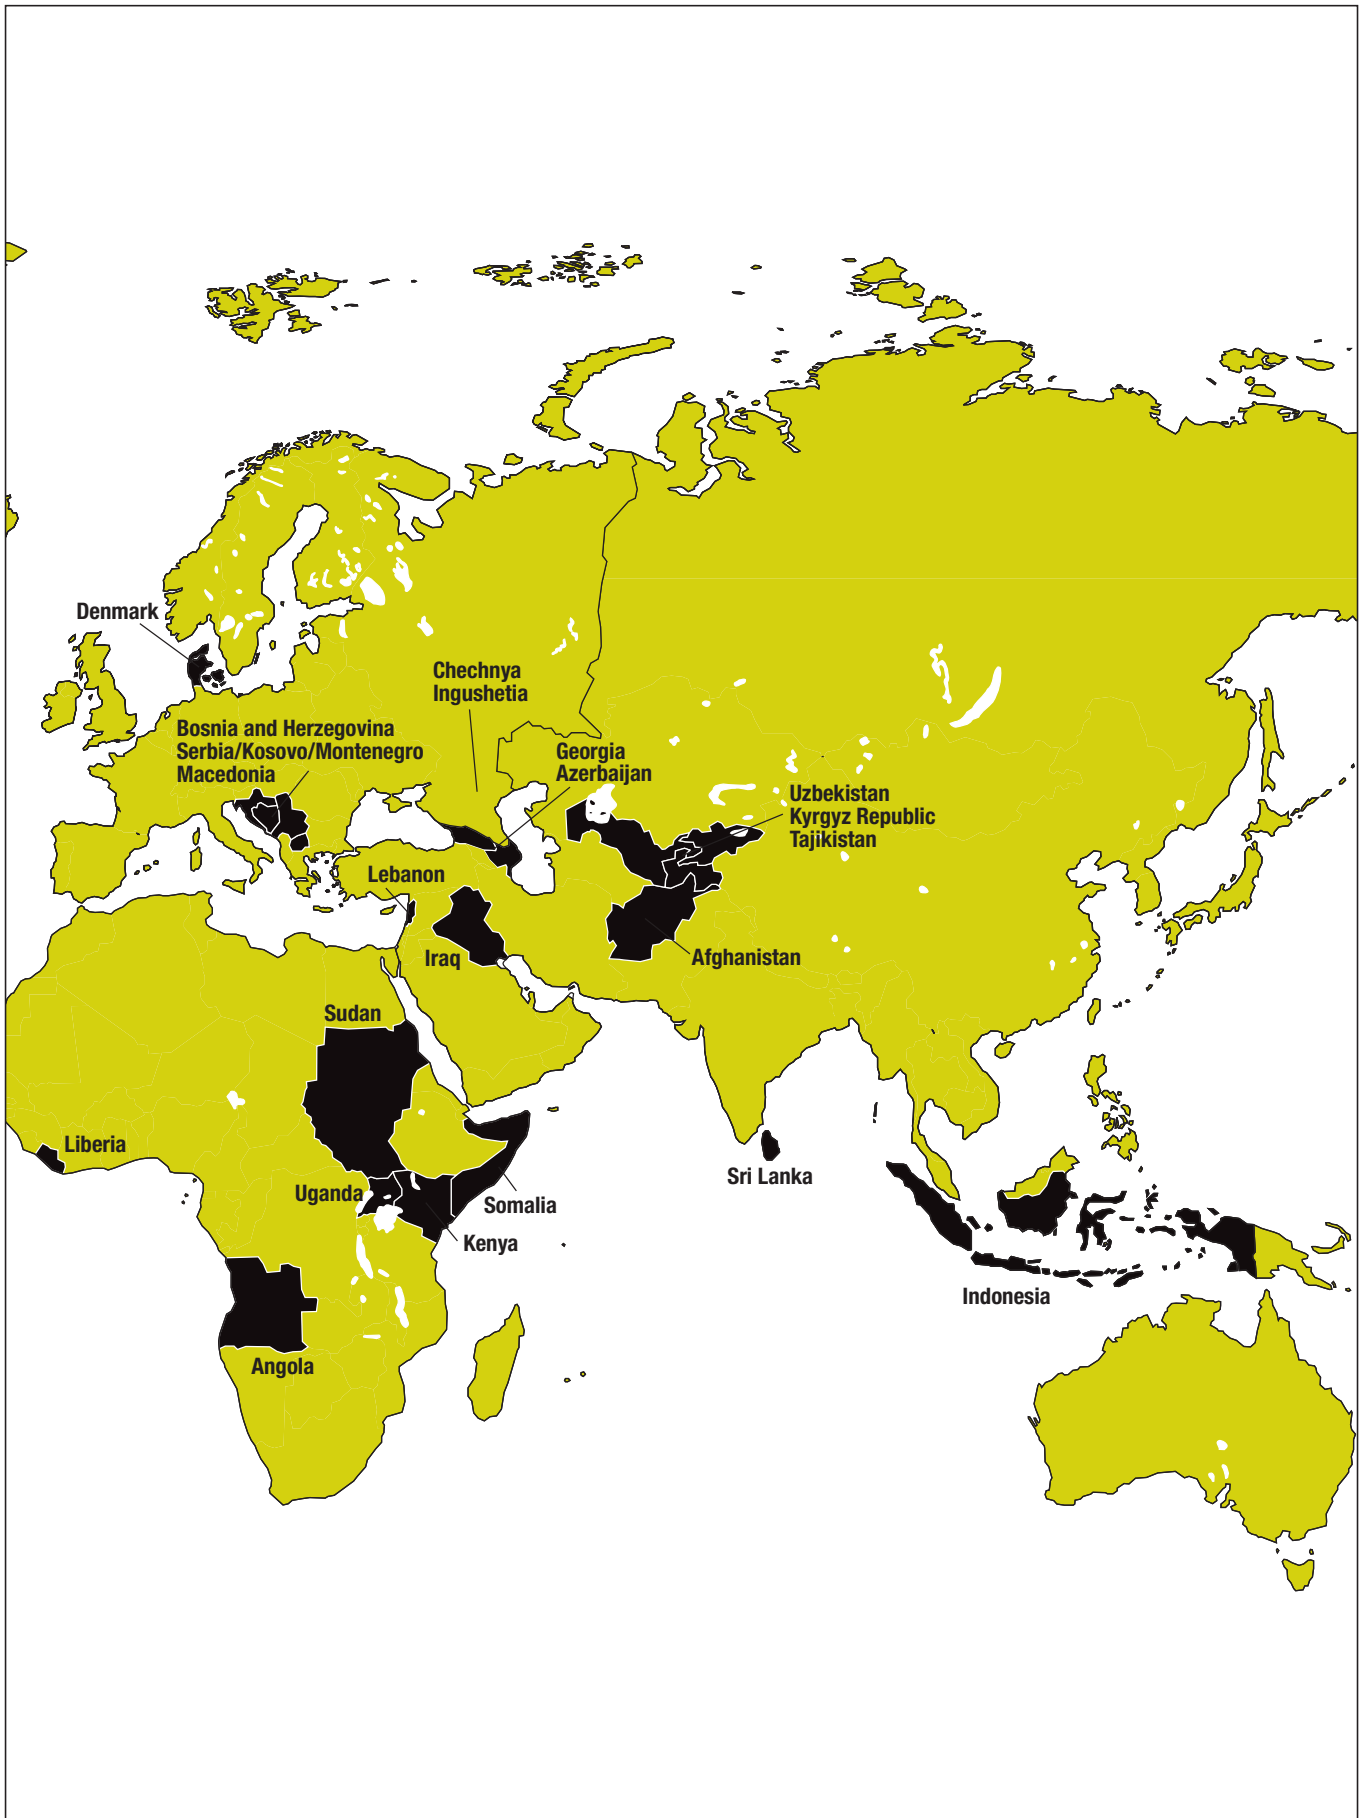 Denmark
Chechnya
Ingushetia
Bosnia and Herzegovina
Serbia/Kosovo/Montenegro
Macedonia
Georgia
Azerbaijan
Uzbekistan
Kyrgyz Republic
Tajikistan
Lebanon
Iraq
Afghanistan
Sudan
Liberia
Sri Lanka
Uganda
Somalia
Kenya
Indonesia
Angola